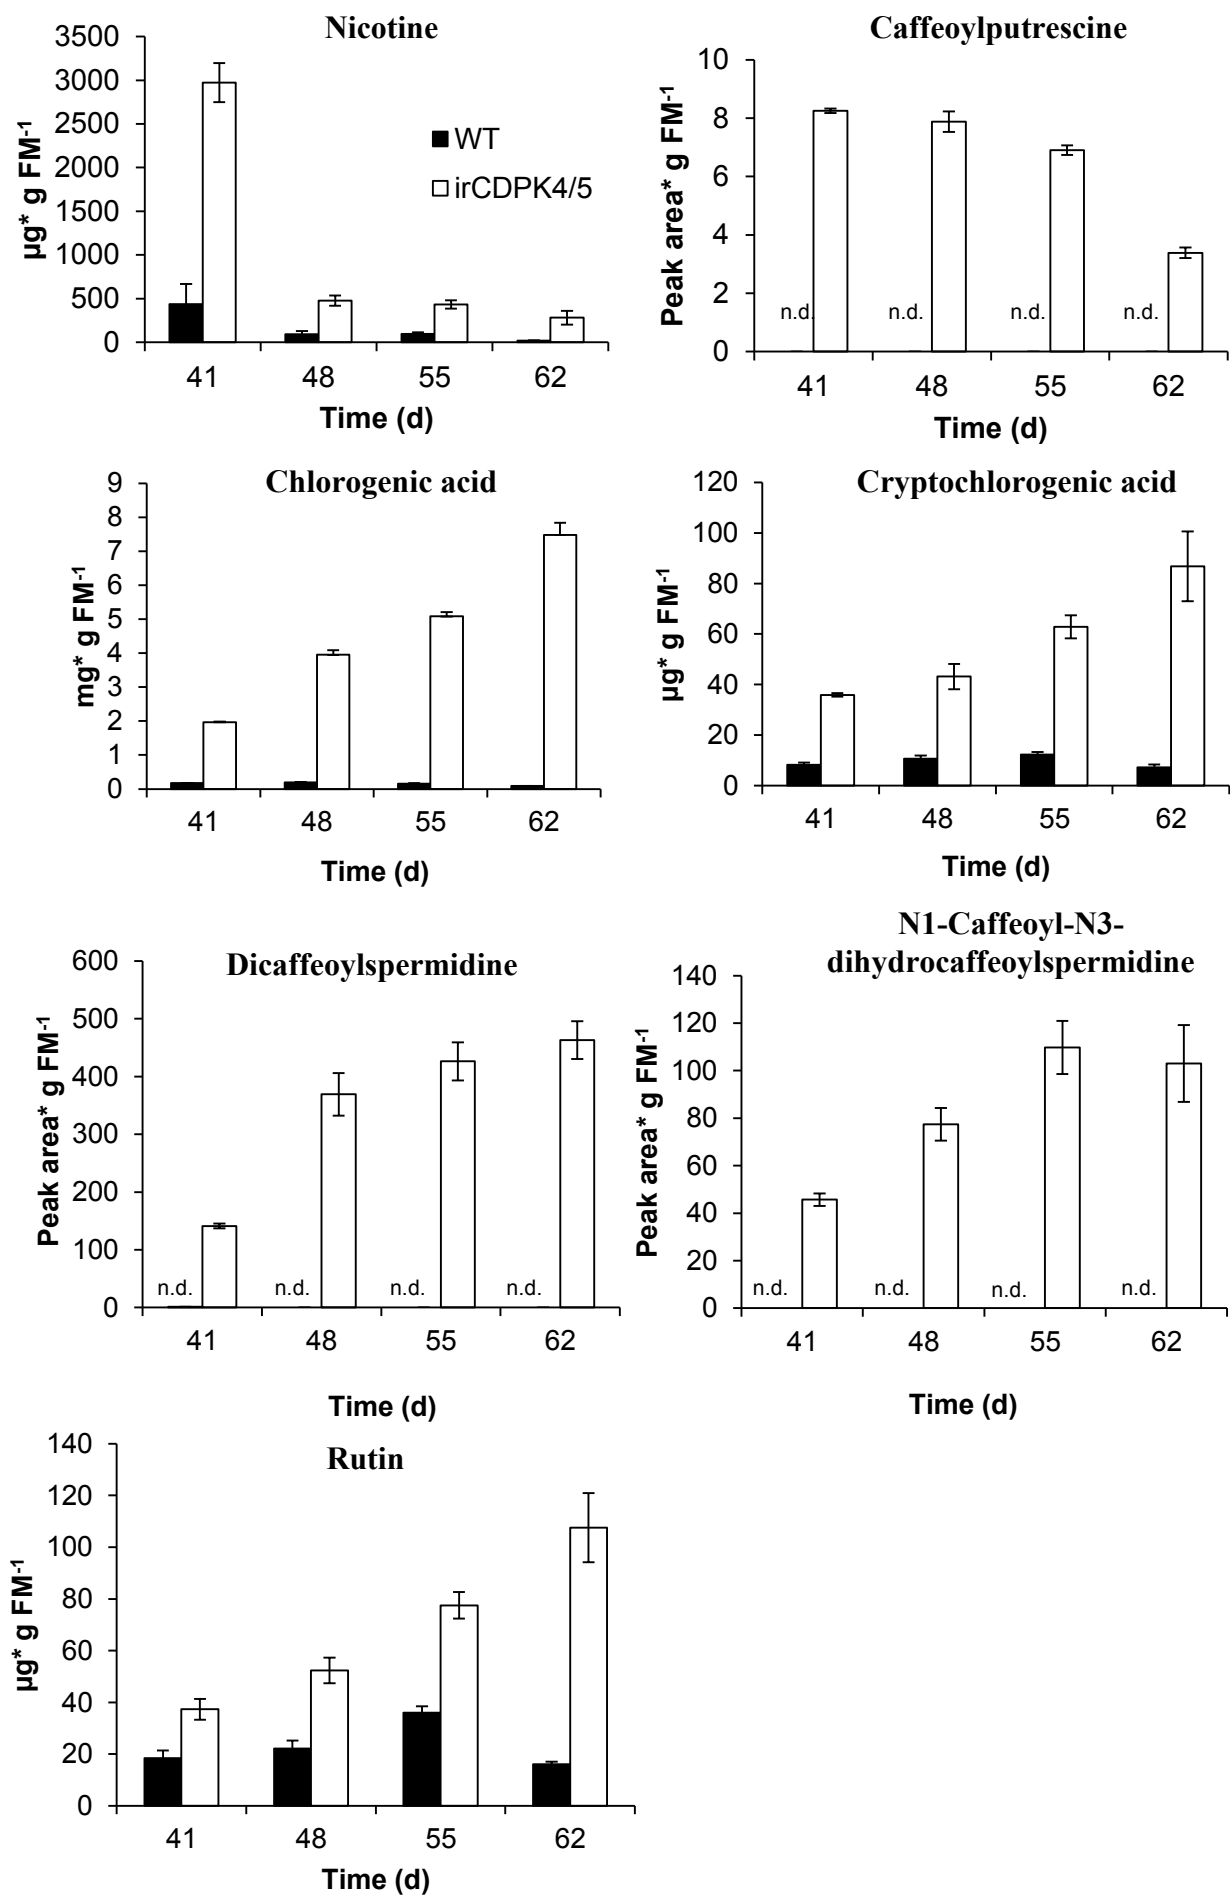 Nicotine
3500
3000
2500
2000
1500
1000
500
0
µg* g FM-1
WT
irCDPK4/5
41 48 55 62
Time (d)
Caffeoylputrescine
10
8
6
4
2
0
Peak area* g FM-1
n.d. n.d. n.d. n.d.
41 48 55 62
Time (d)
Chlorogenic acid
9
8
7
6
5
4
3
2
1
0
mg* g FM-1
41 48 55 62
Time (d)
Cryptochlorogenic acid
120
100
80
60
40
20
0
µg* g FM-1
41 48 55 62
Time (d)
Dicaffeoylspermidine
600
500
400
300
200
100
0
Peak area* g FM-1
n.d. n.d. n.d. n.d.
41 48 55 62
Time (d)
N1-Caffeoyl-N3-
dihydrocaffeoylspermidine
140
120
100
80
60
40
20
0
Peak area* g FM-1
n.d. n.d. n.d. n.d.
41 48 55 62
Time (d)
Rutin
140
120
100
80
60
40
20
0
µg* g FM-1
41 48 55 62
Time (d)